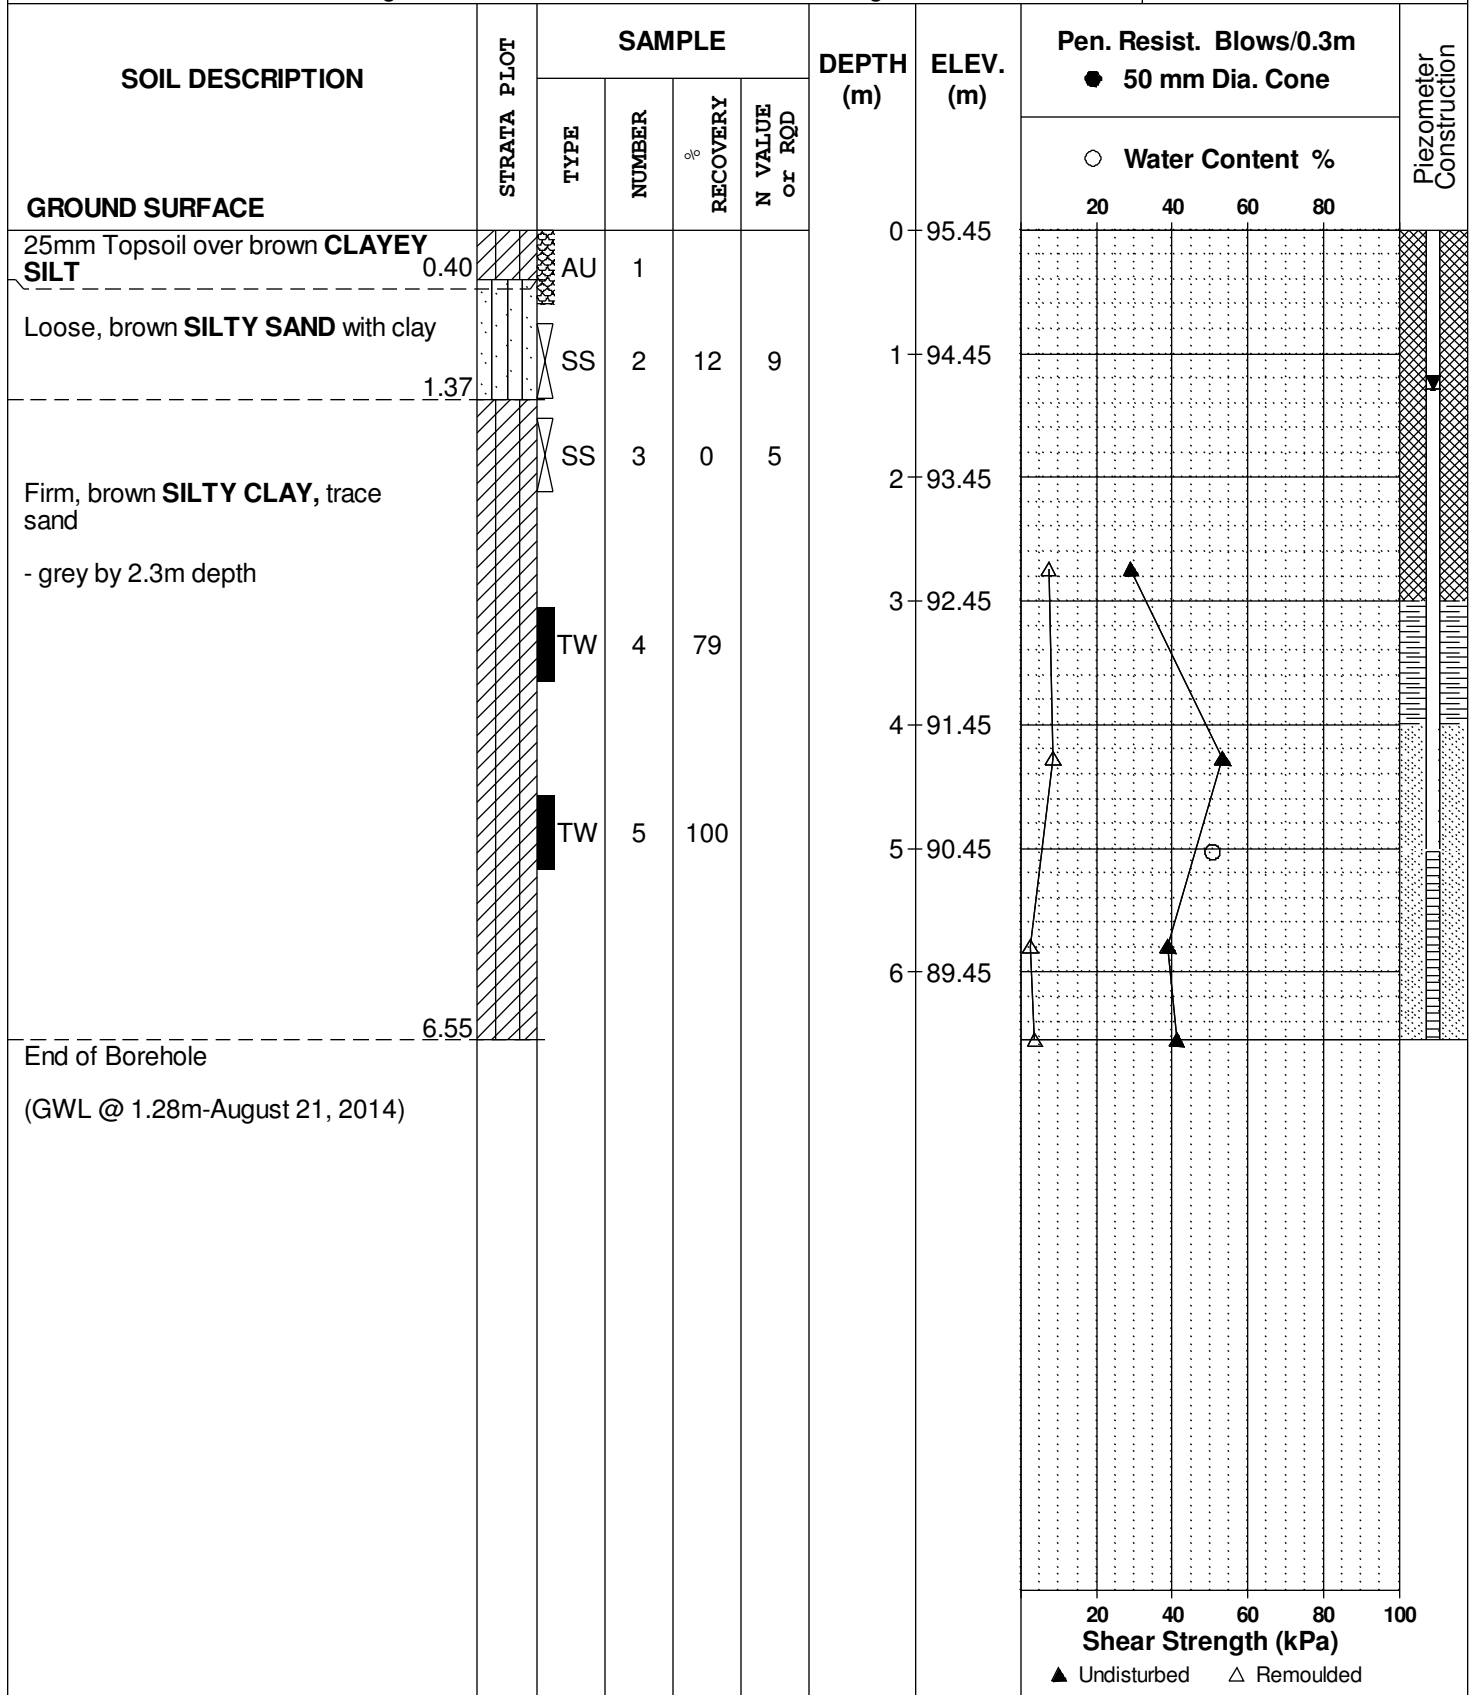 SOIL DESCRIPTION
GROUND SURFACE
STRATA PLOT
SAMPLE
TYPE
NUMBER
%
RECOVERY
N VALUE
or RQD
DEPTH
(m)
ELEV.
(m)
Pen. Resist. Blows/0.3m
50 mm Dia. Cone
Water Content %
20 40 60 80
Piezometer
Construction
0 95.45
25mm Topsoil over brown CLAYEY
SILT 0.40
AU 1
Loose, brown SILTY SAND with clay
SS 2 12 9
1 94.45
1.37
SS 3 0 5
2 93.45
Firm, brown SILTY CLAY, trace
sand
- grey by 2.3m depth
3 92.45
TW 4 79
4 91.45
TW 5 100
5 90.45
6 89.45
6.55
End of Borehole
(GWL @ 1.28m-August 21, 2014)
20 40 60 80 100
Shear Strength (kPa)
Undisturbed Remoulded